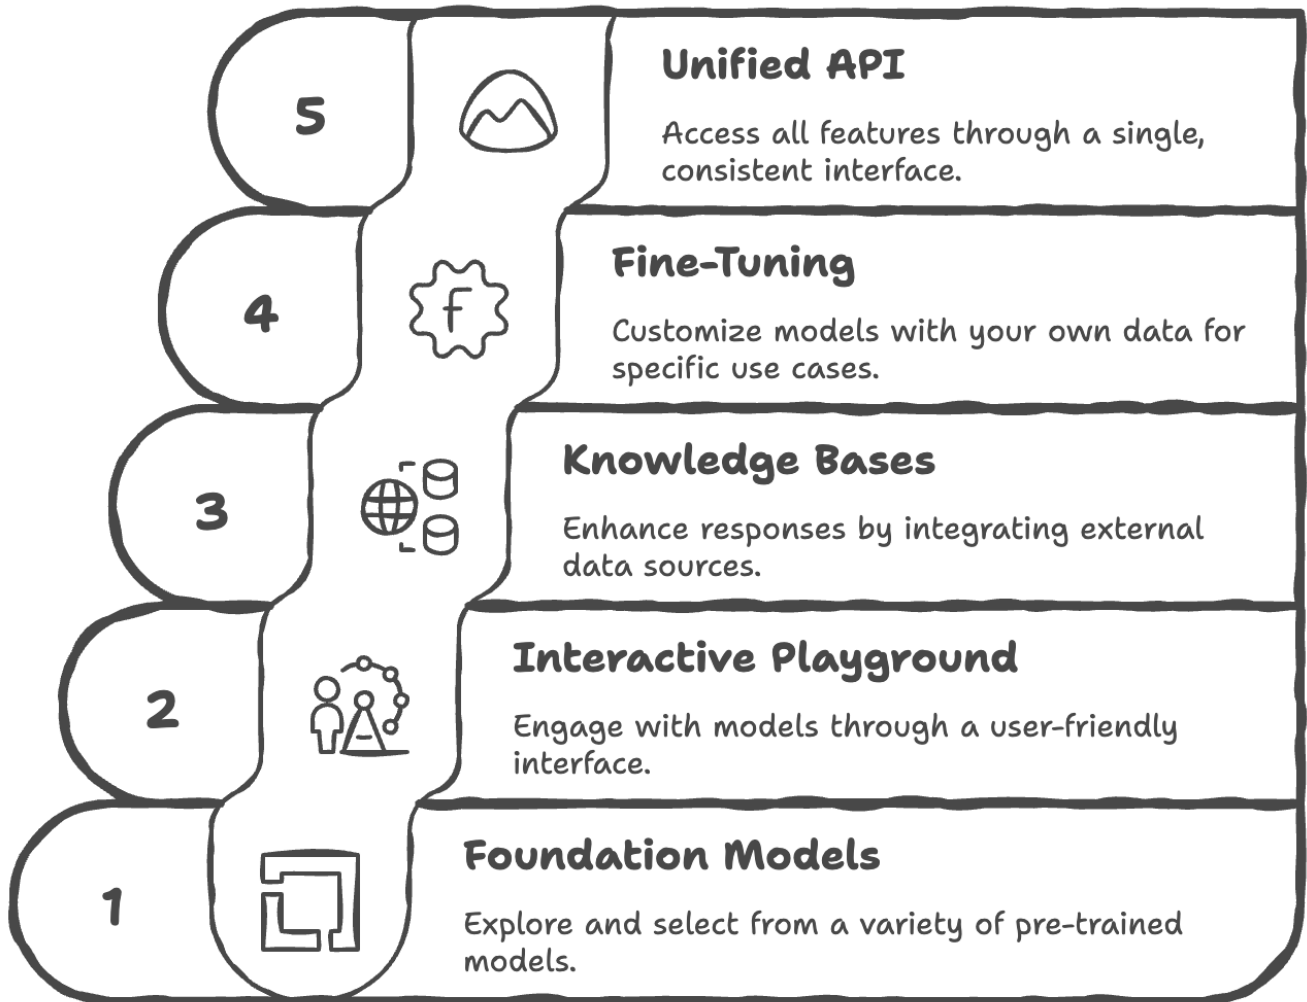 5
Unified API
Access all features through a single,
consistent interface.
4
f
Fine-Tuning
Customize models with your own data for
specific use cases.
3
Knowledge Bases
Enhance responses by integrating external
data sources.
2
Interactive Playground
Engage with models through a user-friendly
interface.
1
Foundation Models
Explore and select from a variety of pre-trained
models.